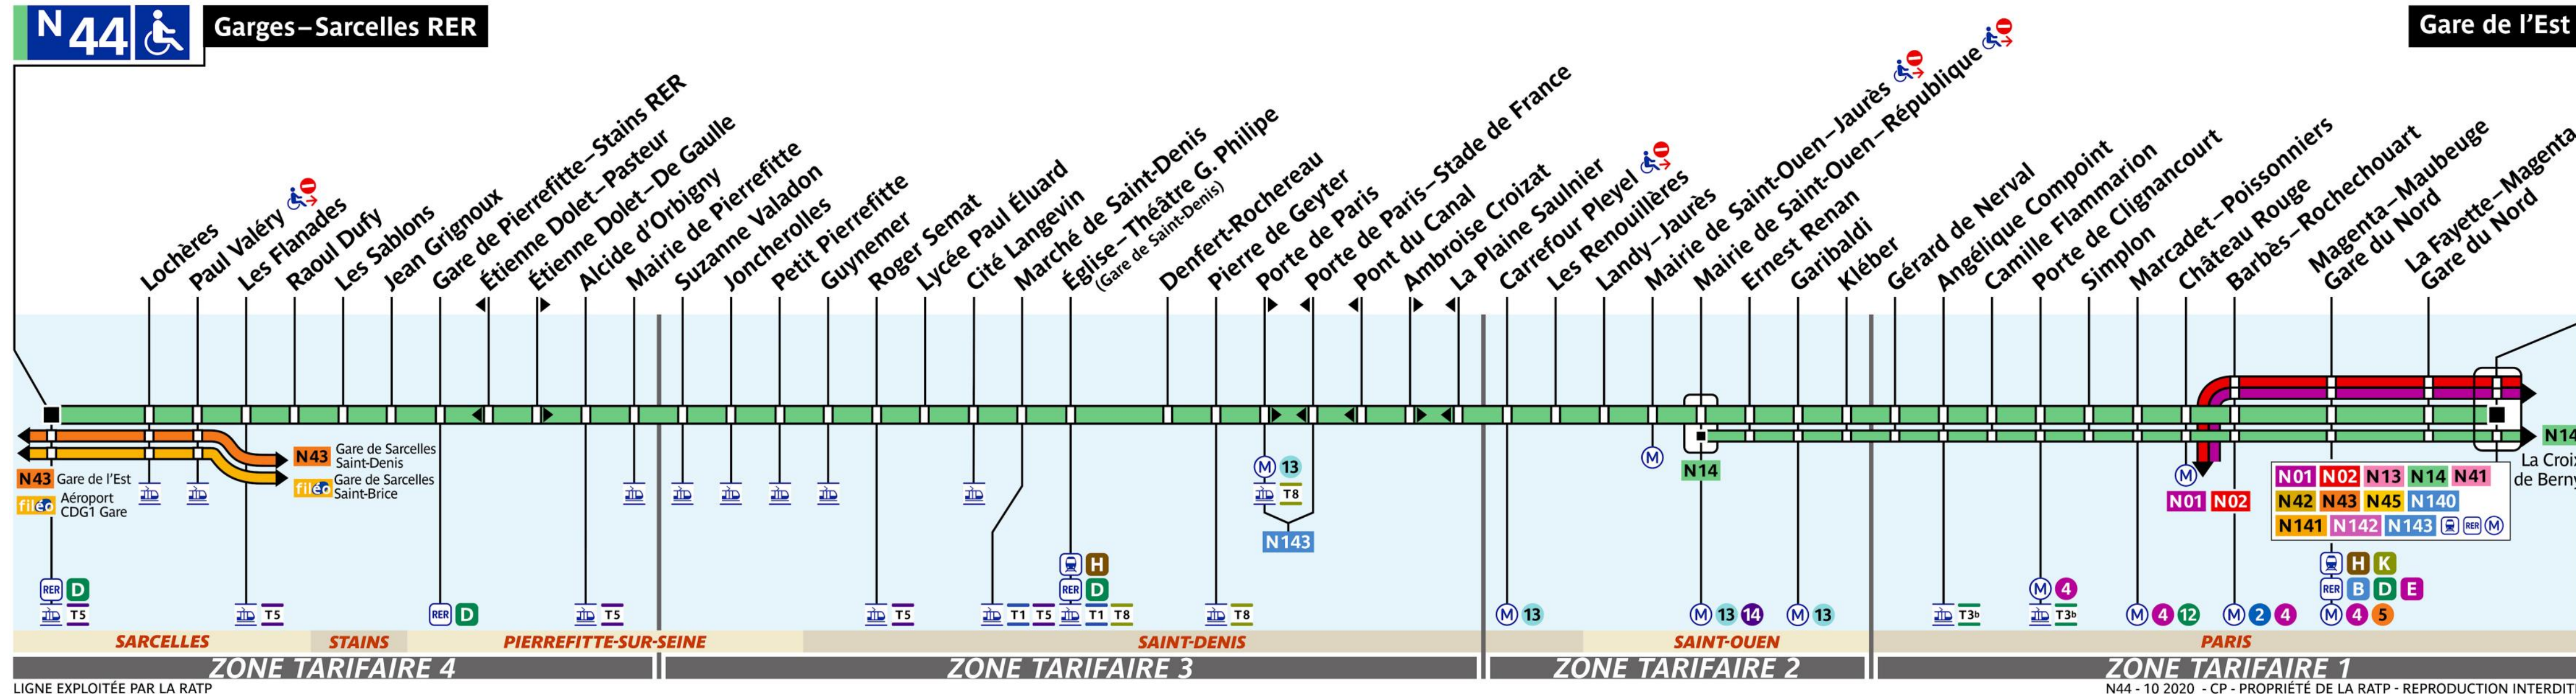 N 44
Garges–Sarcelles RER
Gare de l'Est
Lochères
Paul Valéry
Les Flanades
Raoul Dufy
Les Sablons
Jean Grignoux
Gare de Pierrefitte–Stains RER
Étienne Dolet–Pasteur
Étienne Dolet–De Gaulle
Alcide d'Orbigny
Mairie de Pierrefitte
Suzanne Valadon
Joncherolles
Petit Pierrefitte
Guynemer
Roger Semat
Lycée Paul Éluard
Cité Langevin
Marché de Saint-Denis
Église–Théâtre G. Philipe
(Gare de Saint-Denis)
Denfert-Rochereau
Pierre de Geyter
Porte de Paris
Porte de Paris–Stade de France
Pont du Canal
Ambroise Croizat
La Plaine Saulnier
Carrefour Pleyel
Les Renouillères
Landy–Jaurès
Mairie de Saint-Ouen–Jaurès
Mairie de Saint-Ouen–République
Ernest Renan
Garibaldi
Kléber
Gérard de Nerval
Angélique Compoint
Camille Flammarion
Porte de Clignancourt
Simplon
Marcadet–Poissonniers
Château Rouge
Barbès–Rochechouart
Magenta–Maubeuge
Gare du Nord
La Fayette–Magenta
Gare du Nord
N43 Gare de Sarcelles
Saint-Denis
filéo Gare de Sarcelles
Saint-Brice
N43 Gare de l'Est
filéo Aéroport
CDG1 Gare
M 13
T8
N143
M
N14
M
N01 N02
N14
La Croix
de Berny
N01 N02 N13 N14 N41
N42 N43 N45 N140
N141 N142 N143 RER M
RER D
T5
T5
RER D
T5
T5
T1 T5
H
RER D
T1 T8
T8
M 13
M 13 14
M 13
T3b
M 4
T3b
M 4 12
M 2 4
H K
RER B D E
M 4 5
SARCELLES
STAINS
PIERREFITTE-SUR-SEINE
SAINT-DENIS
SAINT-OUEN
PARIS
ZONE TARIFAIRE 4
ZONE TARIFAIRE 3
ZONE TARIFAIRE 2
ZONE TARIFAIRE 1
LIGNE EXPLOITÉE PAR LA RATP
N44 - 10 2020 - CP - PROPRIÉTÉ DE LA RATP - REPRODUCTION INTERDITE